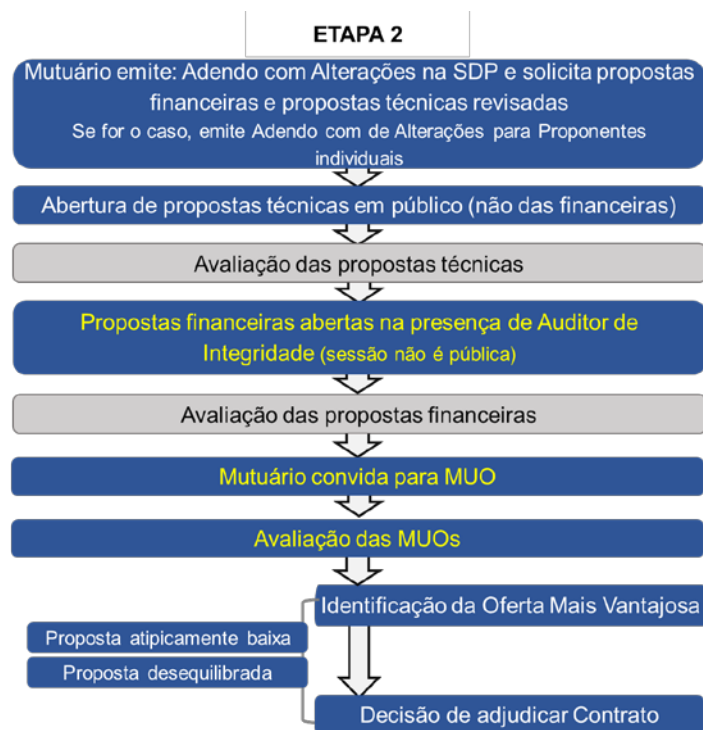 ETAPA 2
Mutuário emite: Adendo com Alterações na SDP e solicita propostas
financeiras e propostas técnicas revisadas
Se for o caso, emite Adendo com de Alterações para Proponentes
individuais
Abertura de propostas técnicas em público (não das financeiras)
Avaliação das propostas técnicas
Propostas financeiras abertas na presença de Auditor de
Integridade (sessão não é pública)
Avaliação das propostas financeiras
Mutuário convida para MUO
Avaliação das MUOs
Identificação da Oferta Mais Vantajosa
Proposta atipicamente baixa
Proposta desequilibrada
Decisão de adjudicar Contrato